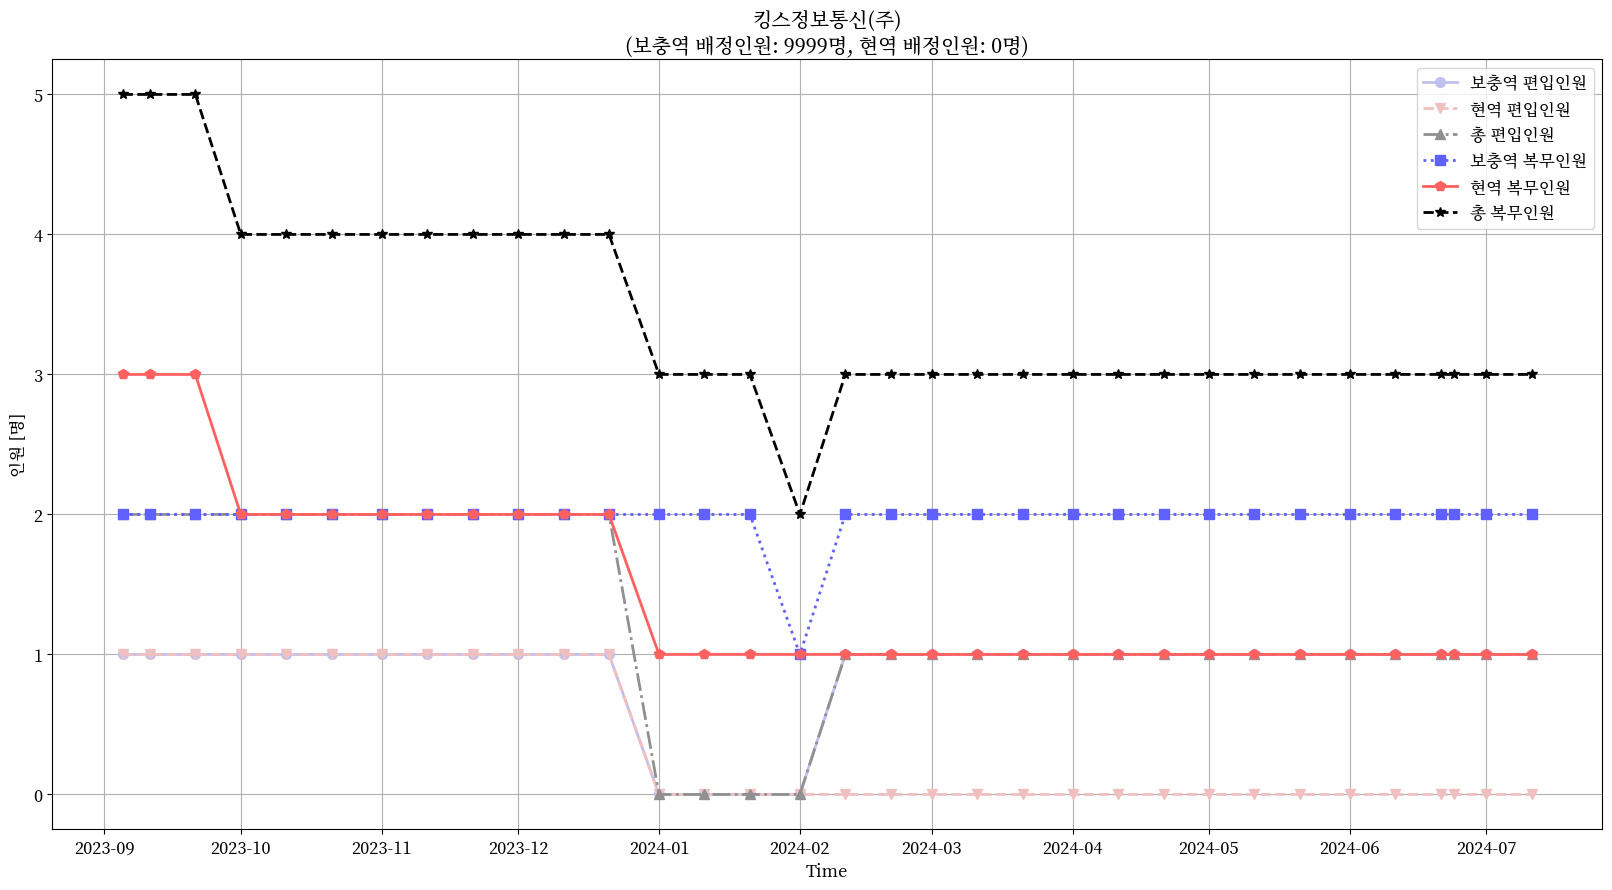 킹스정보통신(주)
(보충역 배정인원: 9999명, 현역 배정인원: 0명)
보충역 편입인원
현역 편입인원
총 편입인원
보충역 복무인원
현역 복무인원
총 복무인원
5
4
3
2
1
0
인원 [명]
2023-09 2023-10 2023-11 2023-12 2024-01 2024-02 2024-03 2024-04 2024-05 2024-06 2024-07
Time